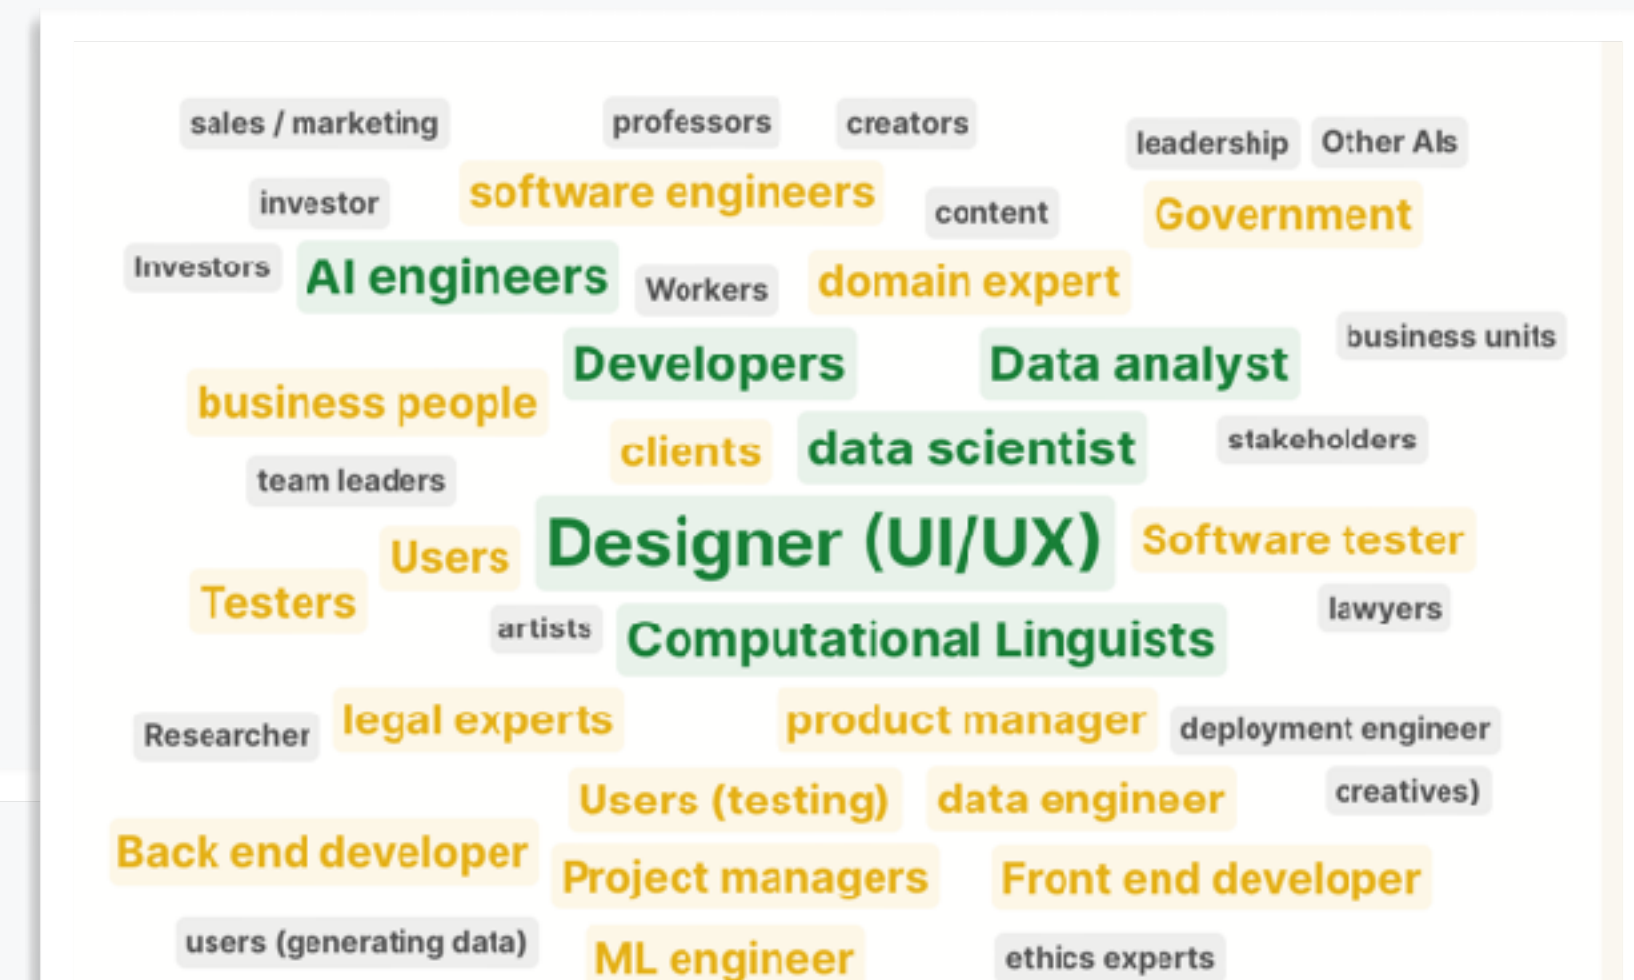 sales / marketing
professors
creators
leadership
Other AIs
investor
software engineers
content
Government
Investors
AI engineers
Workers
domain expert
business units
Developers
Data analyst
business people
clients
data scientist
stakeholders
team leaders
Users
Designer (UI/UX)
Software tester
Testers
artists
Computational Linguists
lawyers
Researcher
legal experts
product manager
deployment engineer
Users (testing)
data engineer
creatives)
Back end developer
Project managers
Front end developer
users (generating data)
ML engineer
ethics experts